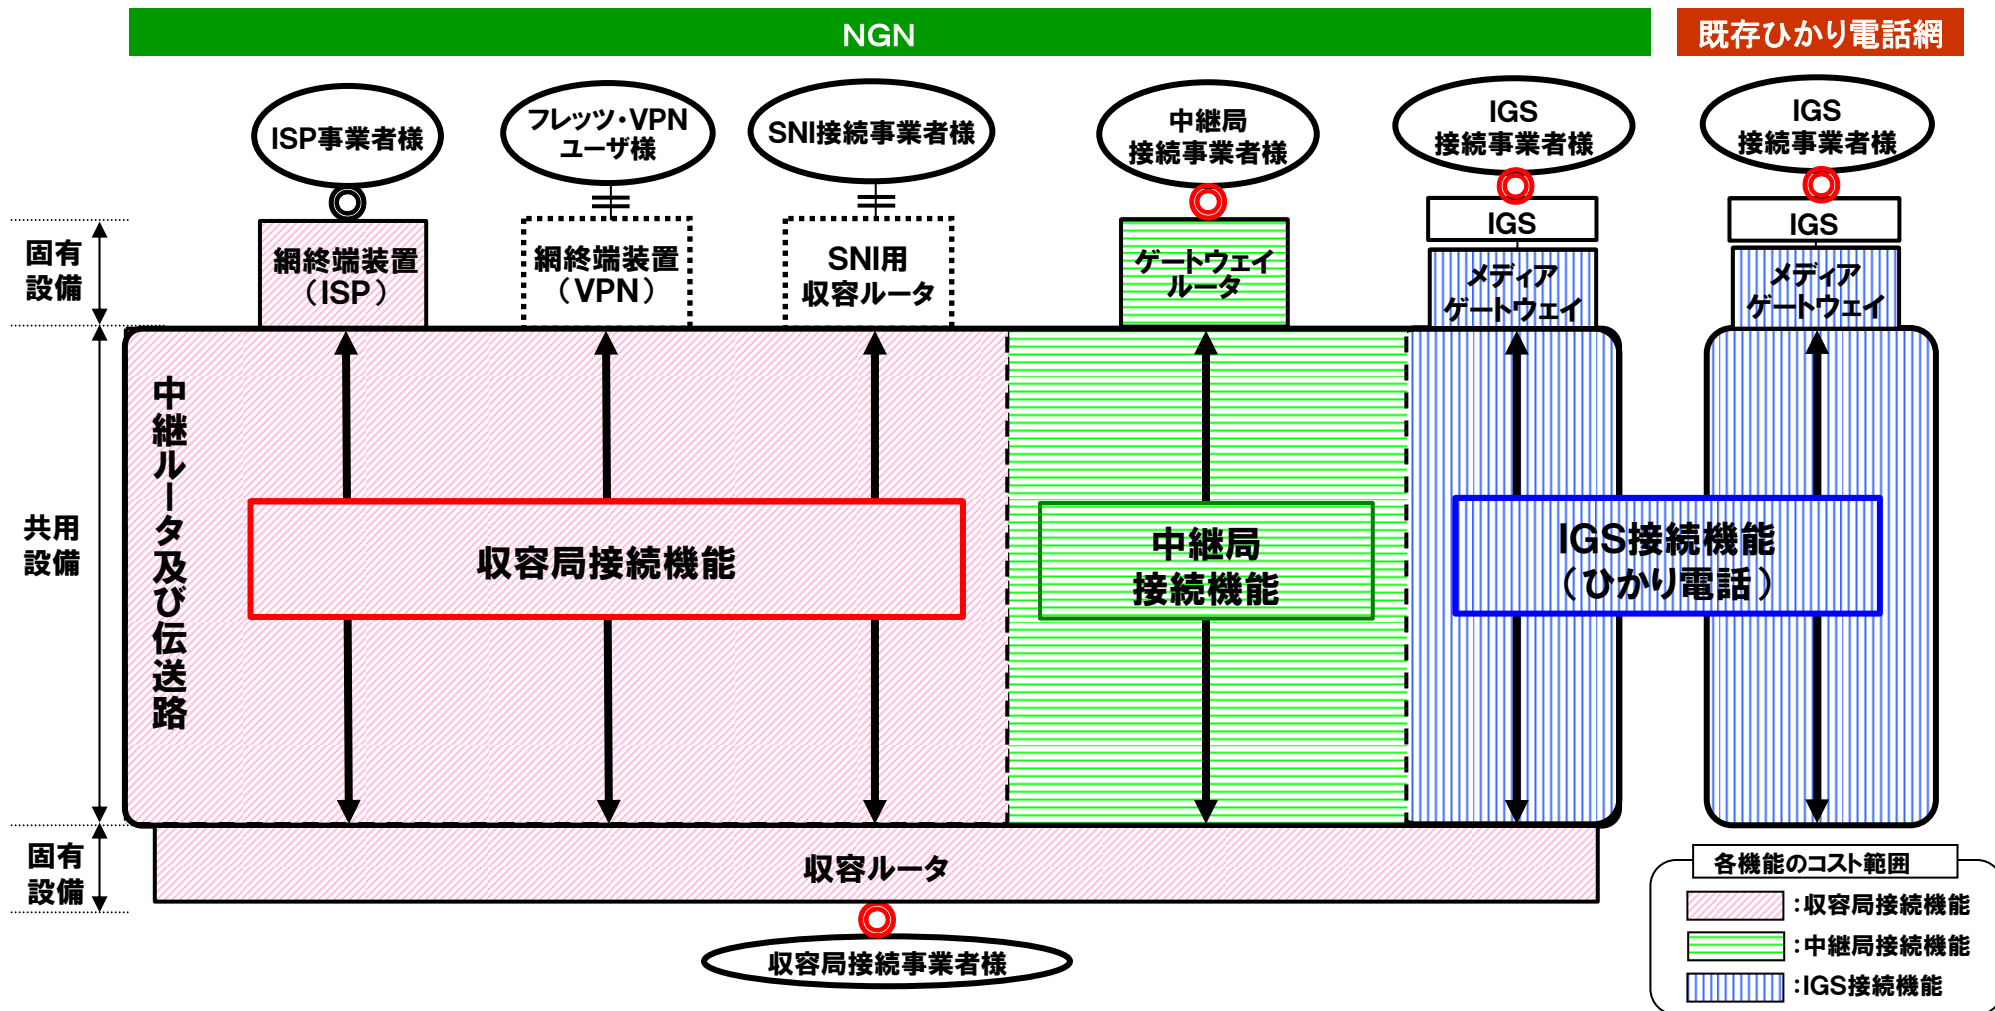 NGN
既存ひかり電話網
ISP事業者様
フレッツ・VPN
ユーザ様
SNI接続事業者様
中継局
接続事業者様
IGS
接続事業者様
IGS
接続事業者様
固有
設備
網終端装置
（ISP）
網終端装置
（VPN）
SNI用
収容ルータ
ゲートウェイ
ルータ
IGS
メディア
ゲートウェイ
IGS
メディア
ゲートウェイ
共用
設備
中継ルータ及び伝送路
収容局接続機能
中継局
接続機能
IGS接続機能
（ひかり電話）
固有
設備
収容ルータ
収容局接続事業者様
各機能のコスト範囲
：収容局接続機能
：中継局接続機能
：IGS接続機能